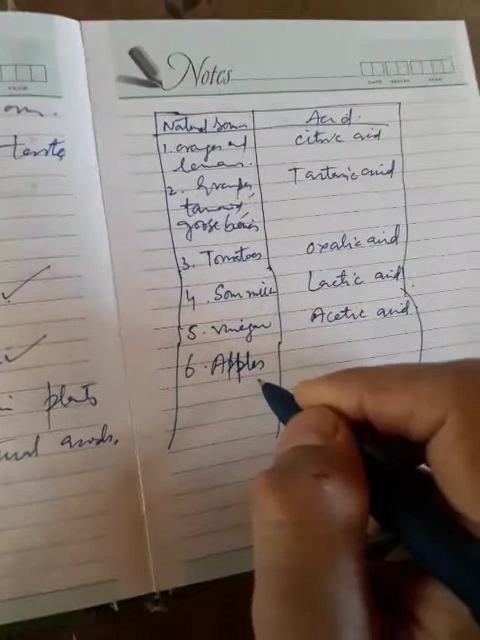 Notes
Natural Acid
1. oranges and citric acid
lemons.
2. Grapes, Tartaric acid
tamarind,
gooseberries
3. Tomatoes oxalic acid
4. Sour milk Lactic acid
5. Vinegar Acetic acid
6. Apples
plants
acids.